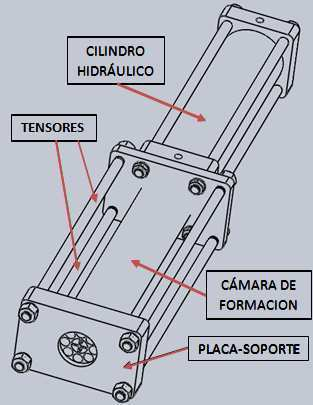 CILINDRO
HIDRÁULICO
TENSORES
CÁMARA DE
FORMACION
PLACA-SOPORTE